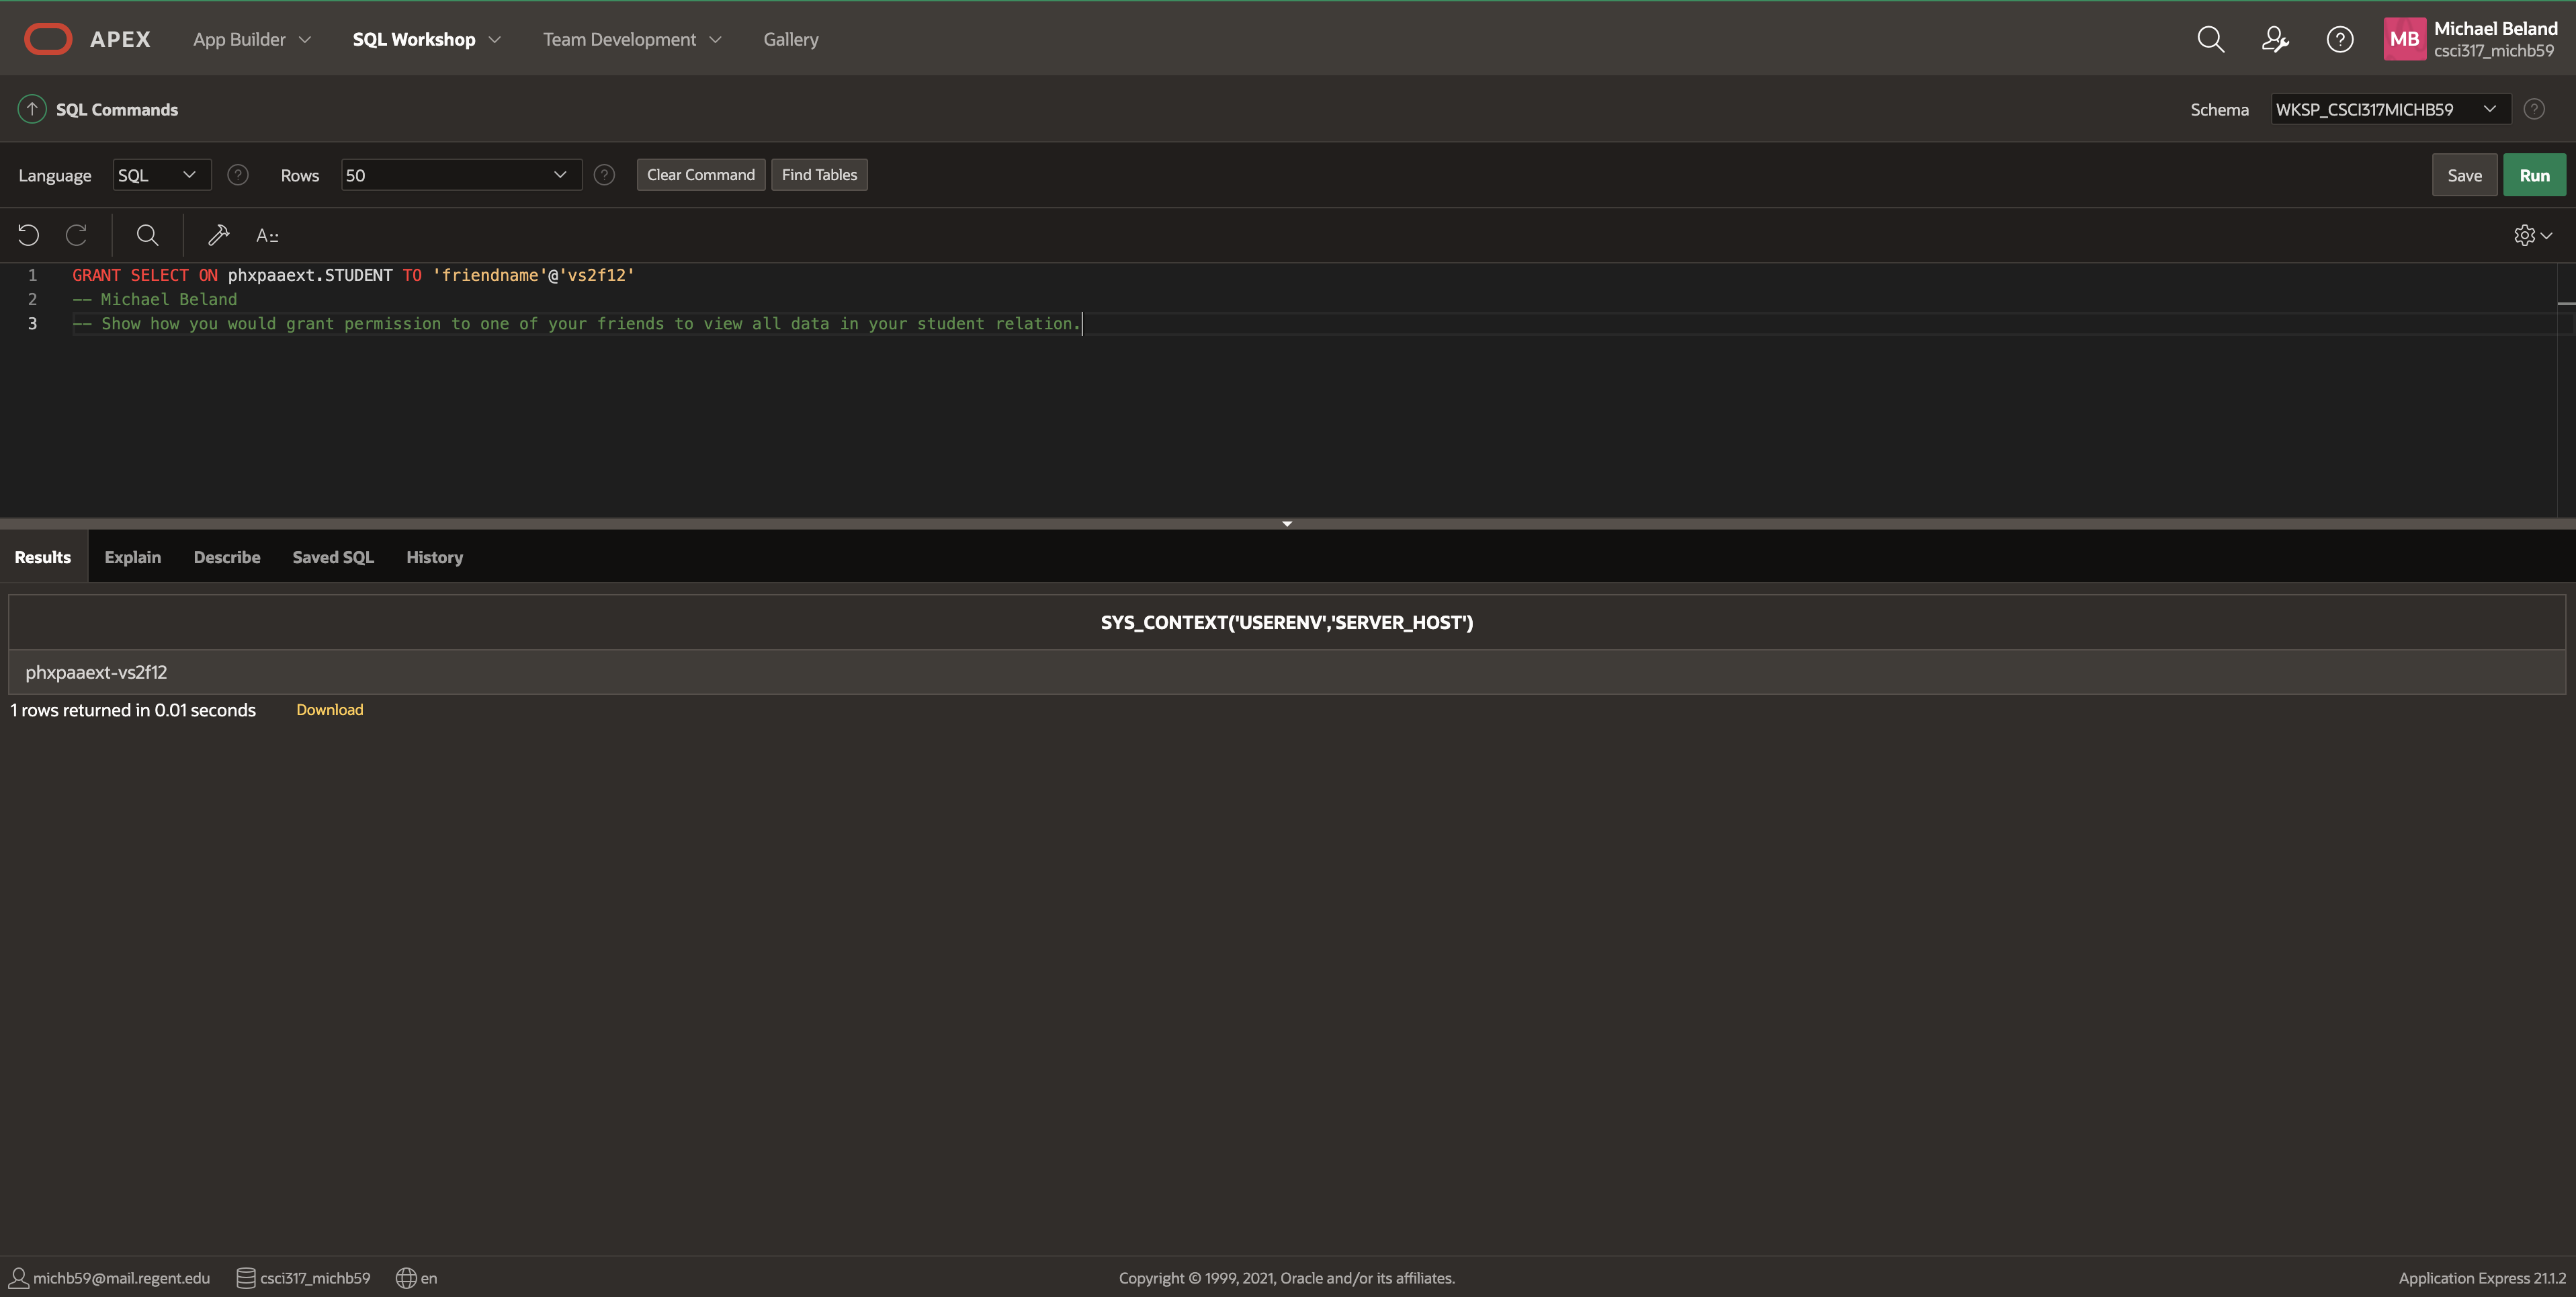 APEX App Builder SQL Workshop Team Development Gallery MB Michael Beland
csci317_michb59
SQL Commands Schema WKSP_CSCI317MICHB59
Language SQL Rows 50 Clear Command Find Tables Save Run
A::
1 GRANT SELECT ON phxpaaext.STUDENT TO 'friendname'@'vs2f12'
2 -- Michael Beland
3 -- Show how you would grant permission to one of your friends to view all data in your student relation.
Results Explain Describe Saved SQL History
SYS_CONTEXT('USERENV','SERVER_HOST')
phxpaaext-vs2f12
1 rows returned in 0.01 seconds Download
michb59@mail.regent.edu csci317_michb59 en Copyright © 1999, 2021, Oracle and/or its affiliates. Application Express 21.1.2